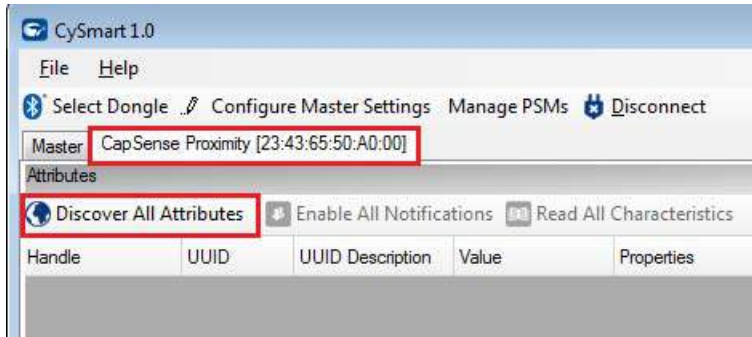 CySmart 1.0
File Help
Select Dongle Configure Master Settings Manage PSMs Disconnect
Master CapSense Proximity [23:43:65:50:A0:00]
Attributes
Discover All Attributes Enable All Notifications Read All Characteristics
Handle UUID UUID Description Value Properties